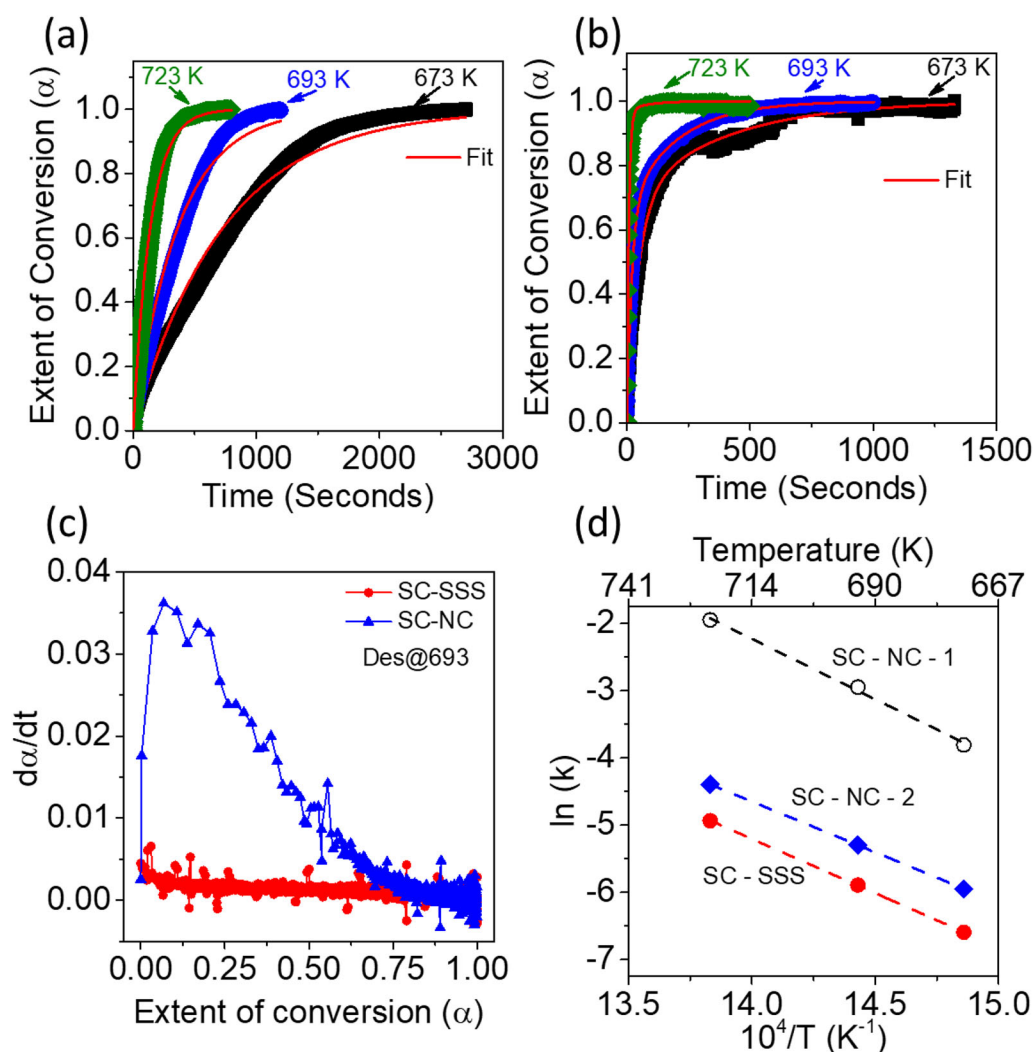 (a)
723 K
693 K
673 K
1.0
0.8
0.6
0.4
0.2
0.0
Fit
Extent of Conversion (α)
0 1000 2000 3000
Time (Seconds)
(b)
723 K
693 K
673 K
1.0
0.8
0.6
0.4
0.2
0.0
Fit
Extent of Conversion (α)
0 500 1000 1500
Time (Seconds)
(c)
0.04
0.03
0.02
0.01
0.00
SC-SSS
SC-NC
Des@693
dα/dt
0.00 0.25 0.50 0.75 1.00
Extent of conversion (α)
(d)
Temperature (K)
741 714 690 667
-2
-3
-4
-5
-6
-7
SC - NC - 1
SC - NC - 2
SC - SSS
ln (k)
13.5 14.0 14.5 15.0
10⁴/T (K⁻¹)